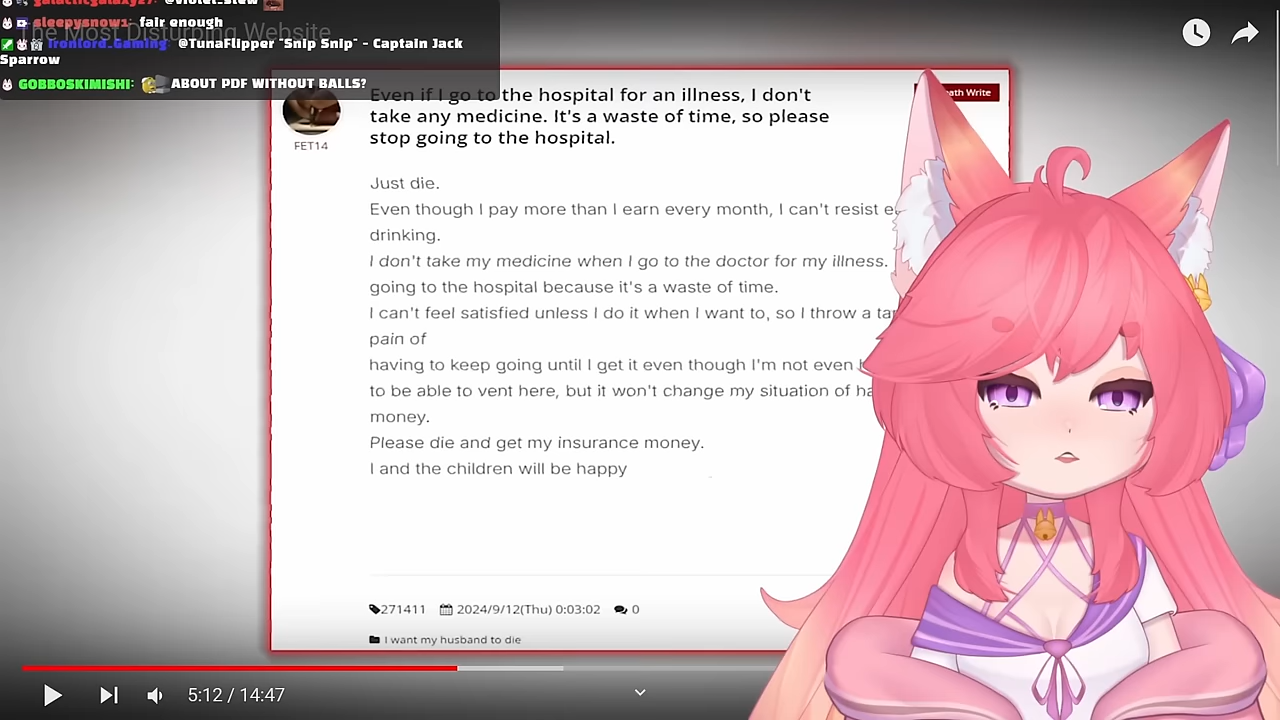 sleepysnow1: fair enough
The Most Disturbing Website
Ironlord_Gaming: @TunaFlipper "Snip Snip" - Captain Jack
Sparrow
GOBBOSKIMISHI: ABOUT PDF WITHOUT BALLS?
Even if I go to the hospital for an illness, I don't
take any medicine. It's a waste of time, so please
stop going to the hospital.
Write
FET14
Just die.
Even though I pay more than I earn every month, I can't resist
drinking.
I don't take my medicine when I go to the doctor for my illness.
going to the hospital because it's a waste of time.
I can't feel satisfied unless I do it when I want to, so I throw a
pain of
having to keep going until I get it even though I'm not even
to be able to vent here, but it won't change my situation of
money.
Please die and get my insurance money.
I and the children will be happy
271411 2024/9/12(Thu) 0:03:02 0
I want my husband to die
5:12 / 14:47